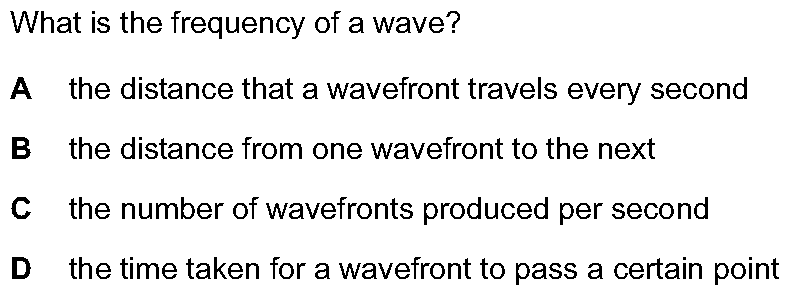 What is the frequency of a wave?
A the distance that a wavefront travels every second
B the distance from one wavefront to the next
C the number of wavefronts produced per second
D the time taken for a wavefront to pass a certain point